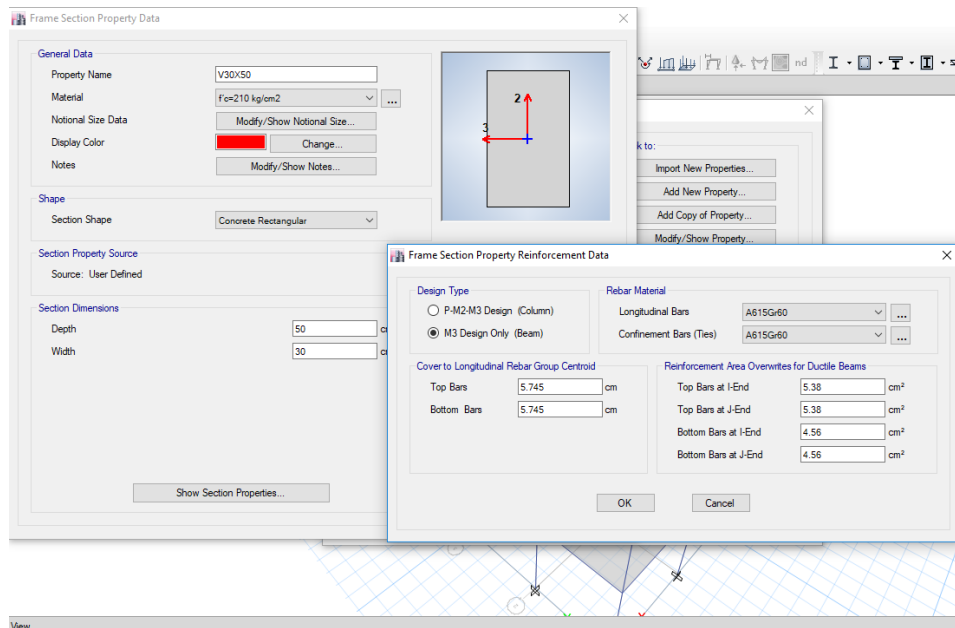 Frame Section Property Data
General Data
Property Name V30X50
Material f'c=210 kg/cm2 ...
Notional Size Data Modify/Show Notional Size...
Display Color Change...
Notes Modify/Show Notes...
2
3
Shape
Section Shape Concrete Rectangular
Section Property Source
Source: User Defined
Section Dimensions
Depth 50
Width 30
Show Section Properties...
nd
to:
Import New Properties...
Add New Property...
Add Copy of Property...
Modify/Show Property...
Frame Section Property Reinforcement Data
Design Type
P-M2-M3 Design (Column)
M3 Design Only (Beam)
Rebar Material
Longitudinal Bars A615Gr60 ...
Confinement Bars (Ties) A615Gr60 ...
Cover to Longitudinal Rebar Group Centroid
Top Bars 5.745 cm
Bottom Bars 5.745 cm
Reinforcement Area Overwrites for Ductile Beams
Top Bars at I-End 5.38 cm²
Top Bars at J-End 5.38 cm²
Bottom Bars at I-End 4.56 cm²
Bottom Bars at J-End 4.56 cm²
OK Cancel
View